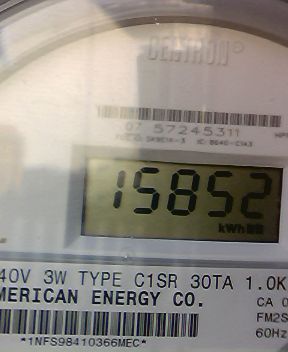 CENTRON®
07 57245311
15852
kWh
40V 3W TYPE C1SR 30TA 1.0K
MERICAN ENERGY CO.
CA 0
FM2S
60Hz
*1NFS98410366MEC*